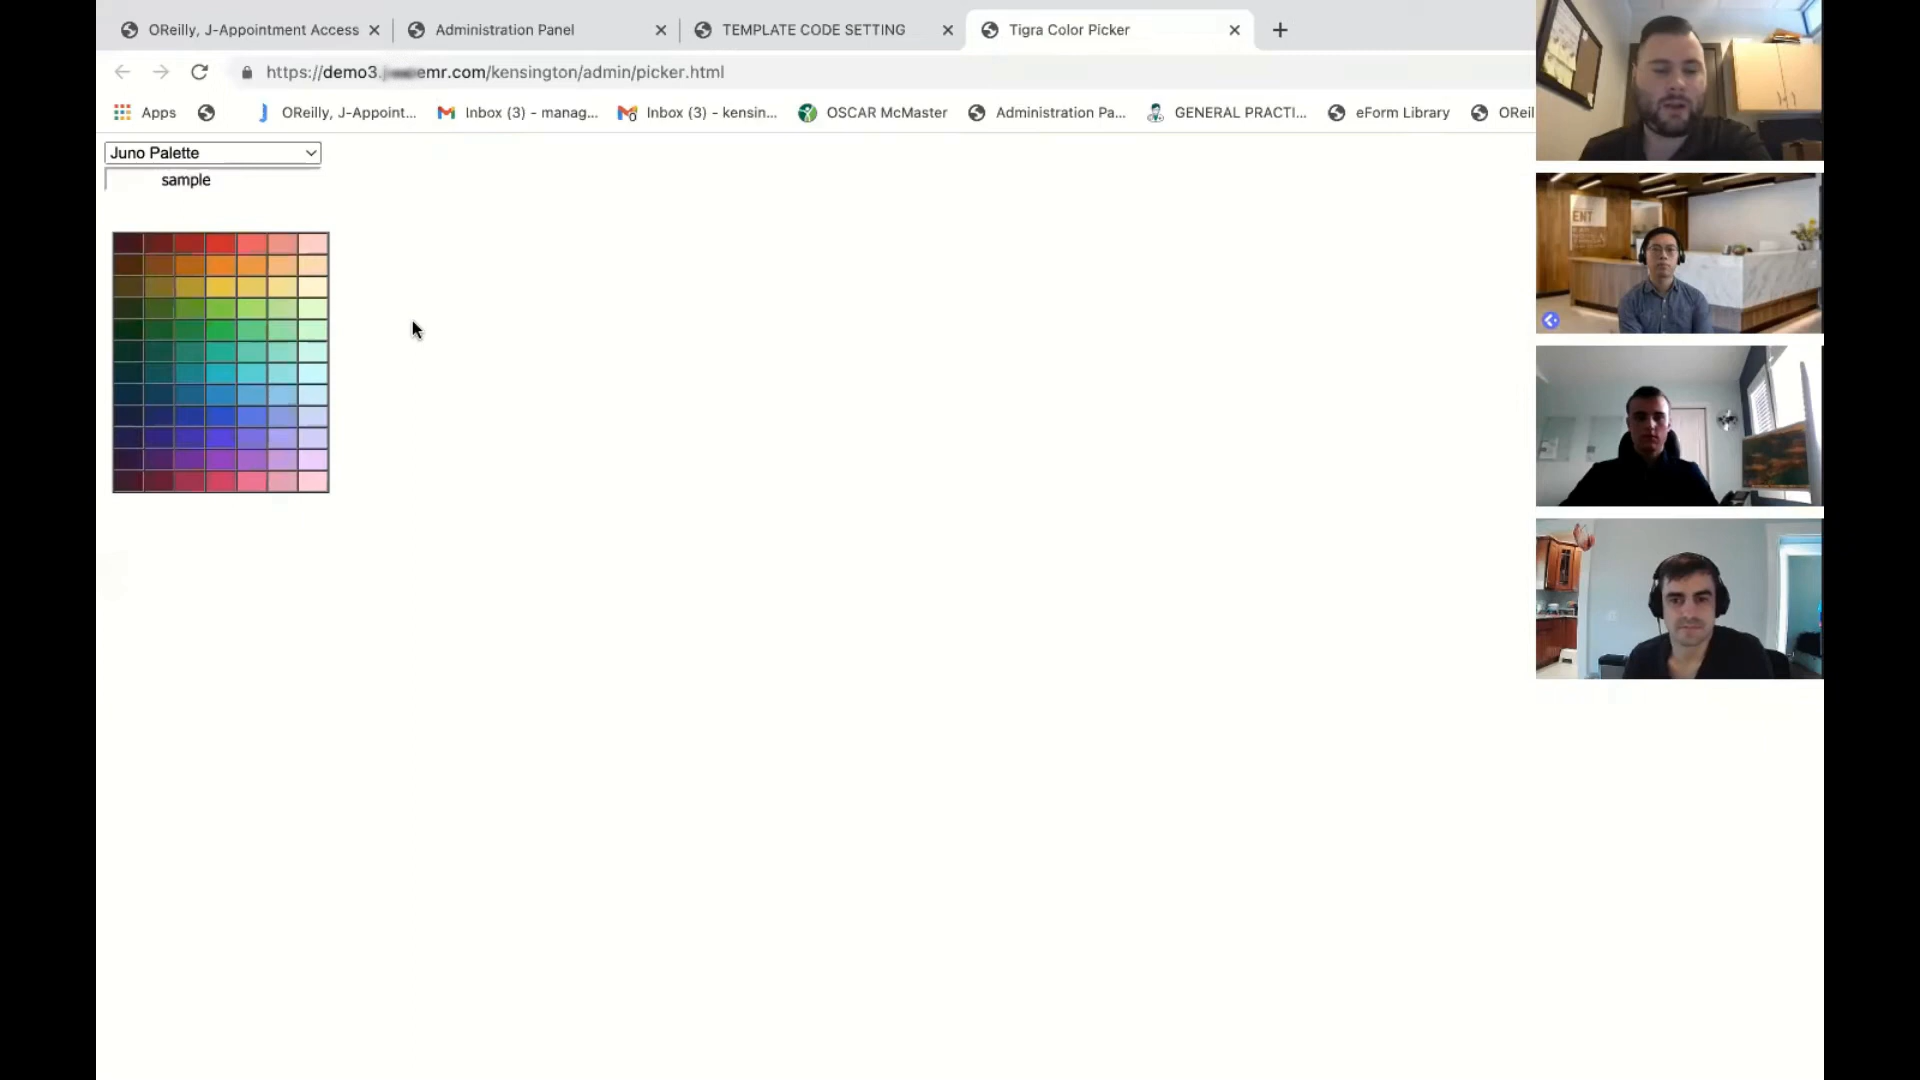 OReilly, J-Appointment Access
Administration Panel
TEMPLATE CODE SETTING
Tigra Color Picker
https://demo3. emr.com/kensington/admin/picker.html
Apps
OReilly, J-Appoint...
Inbox (3) - manag...
Inbox (3) - kensin...
OSCAR McMaster
Administration Pa...
GENERAL PRACTI...
eForm Library
OReil
Juno Palette
sample
ENT